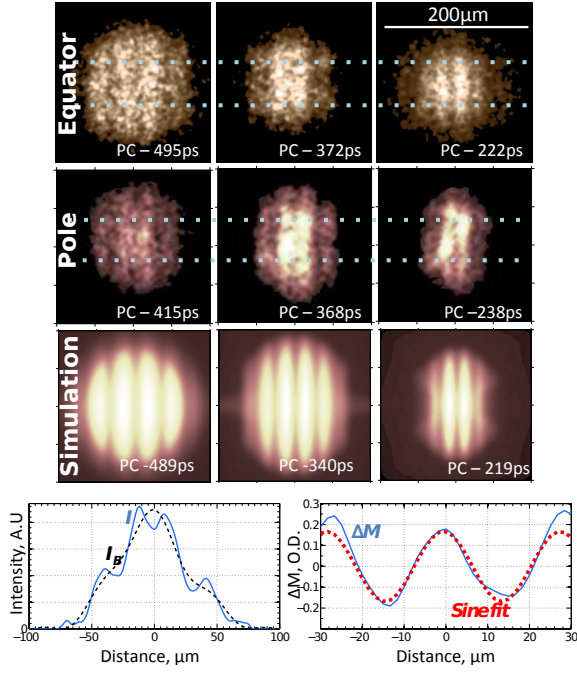 200µm
Equator
PC – 495ps
PC – 372ps
PC – 222ps
Pole
PC – 415ps
PC – 368ps
PC –238ps
Simulation
PC -489ps
PC -340ps
PC – 219ps
Intensity, A.U
I
I_B
−100 −50 0 50 100
Distance, µm
ΔM, O.D.
0.3
0.2
0.1
0
−0.1
−0.2
ΔM
Sinefit
−30 −20 −10 0 10 20 30
Distance, µm